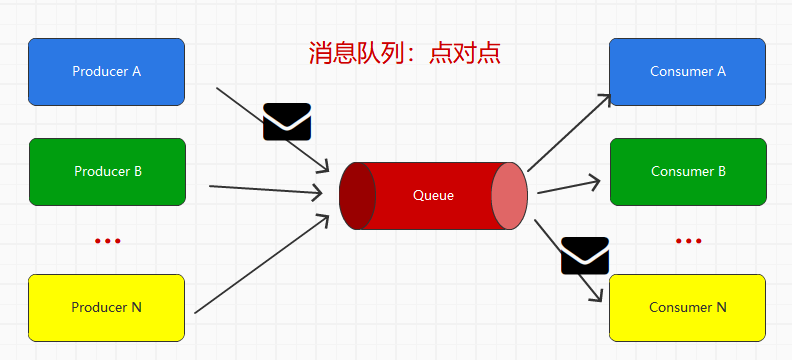 消息队列：点对点
Producer A
Consumer A
Producer B
Consumer B
Queue
...
...
Producer N
Consumer N